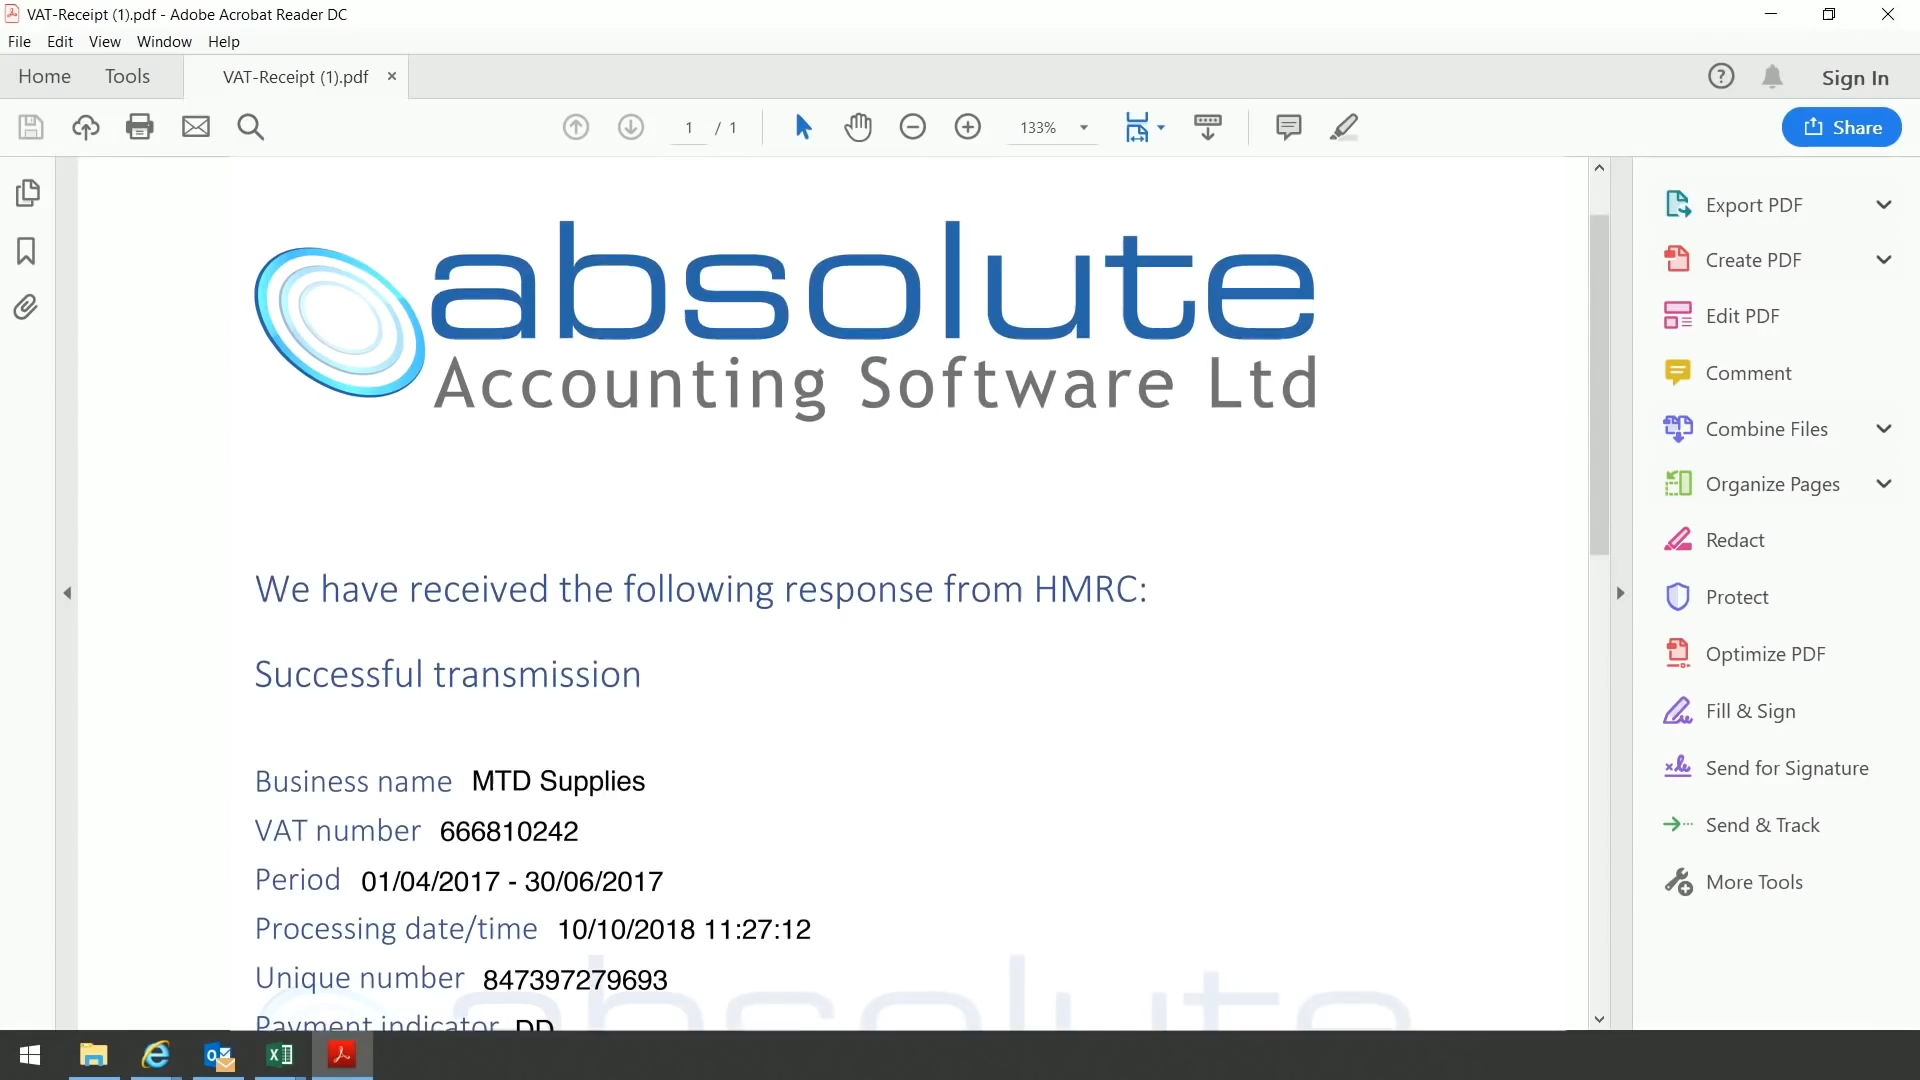 VAT-Receipt (1).pdf - Adobe Acrobat Reader DC
File Edit View Window Help
Home Tools VAT-Receipt (1).pdf × Sign In
1 / 1 133% Share
absolute
Accounting Software Ltd
We have received the following response from HMRC:
Successful transmission
Business name MTD Supplies
VAT number 666810242
Period 01/04/2017 - 30/06/2017
Processing date/time 10/10/2018 11:27:12
Unique number 847397279693
absolute
Payment indicator DD
Export PDF
Create PDF
Edit PDF
Comment
Combine Files
Organize Pages
Redact
Protect
Optimize PDF
Fill & Sign
Send for Signature
Send & Track
More Tools